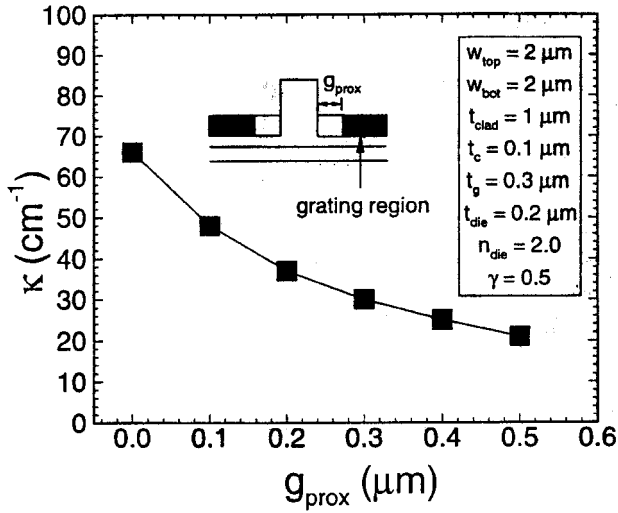 100
90
80
70
60
50
40
30
20
10
0
κ (cm⁻¹)
g_prox
grating region
w_top = 2 μm
w_bot = 2 μm
t_clad = 1 μm
t_c = 0.1 μm
t_g = 0.3 μm
t_die = 0.2 μm
n_die = 2.0
γ = 0.5
0.0 0.1 0.2 0.3 0.4 0.5 0.6
g_prox (μm)